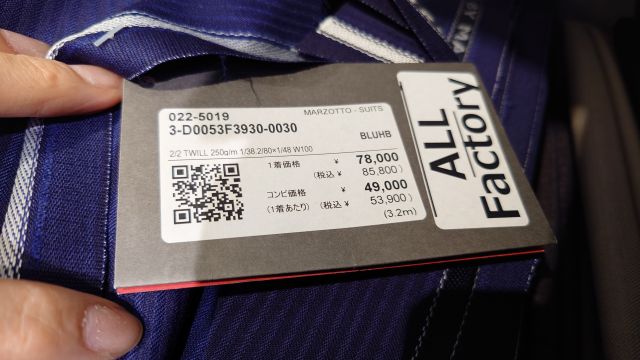 022-5019
MARZOTTO - SUITS
3-D0053F3930-0030
BLUHB
2/2 TWILL 250g/m 1/38.2/80×1/48 W100
1着価格 ¥ 78,000
(税込 ¥ 85,800)
コンビ価格 ¥ 49,000
(1着あたり) (税込 ¥ 53,900)
(3.2m)
ALL
Factory